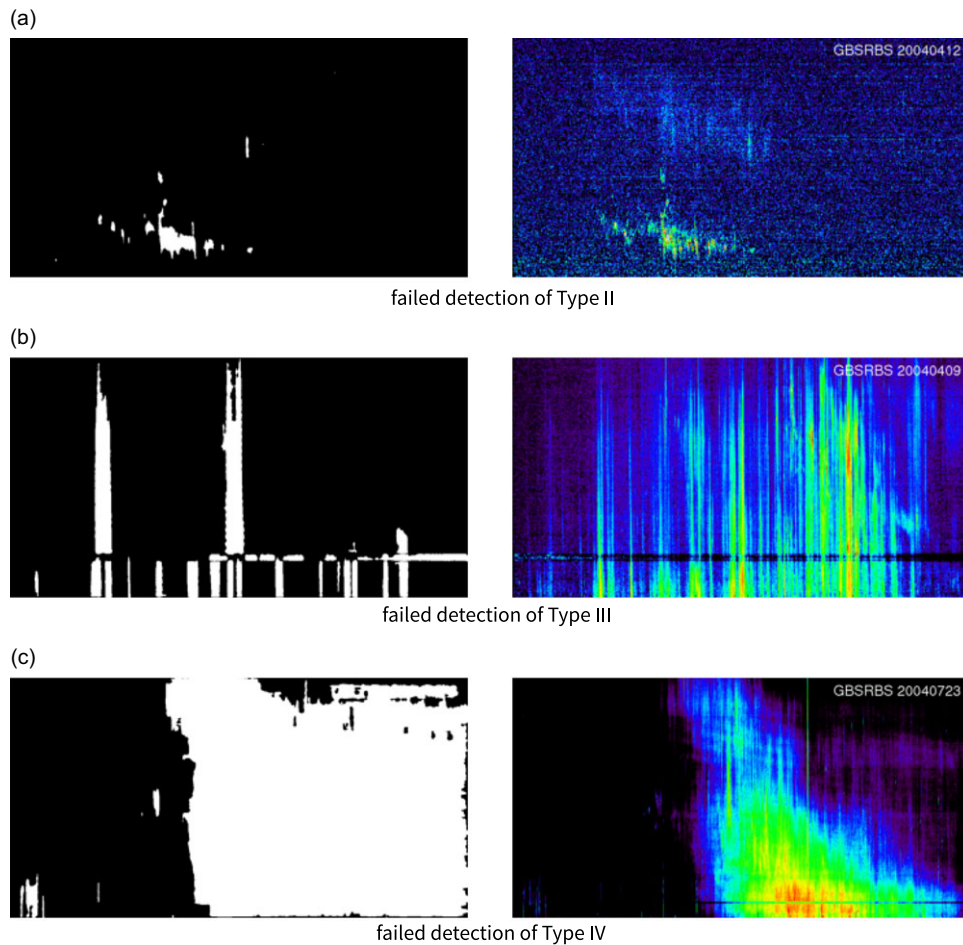 (a)
GBSRBS 20040412
failed detection of Type II
(b)
GBSRBS 20040409
failed detection of Type III
(c)
GBSRBS 20040723
failed detection of Type IV